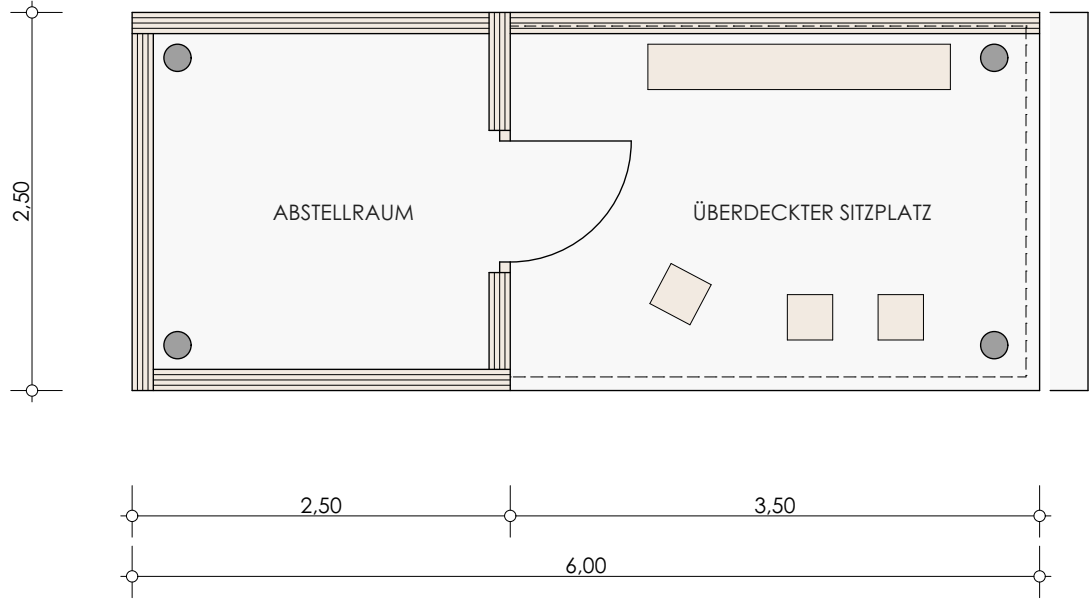 2,50
ABSTELLRAUM
ÜBERDECKTER SITZPLATZ
2,50
3,50
6,00